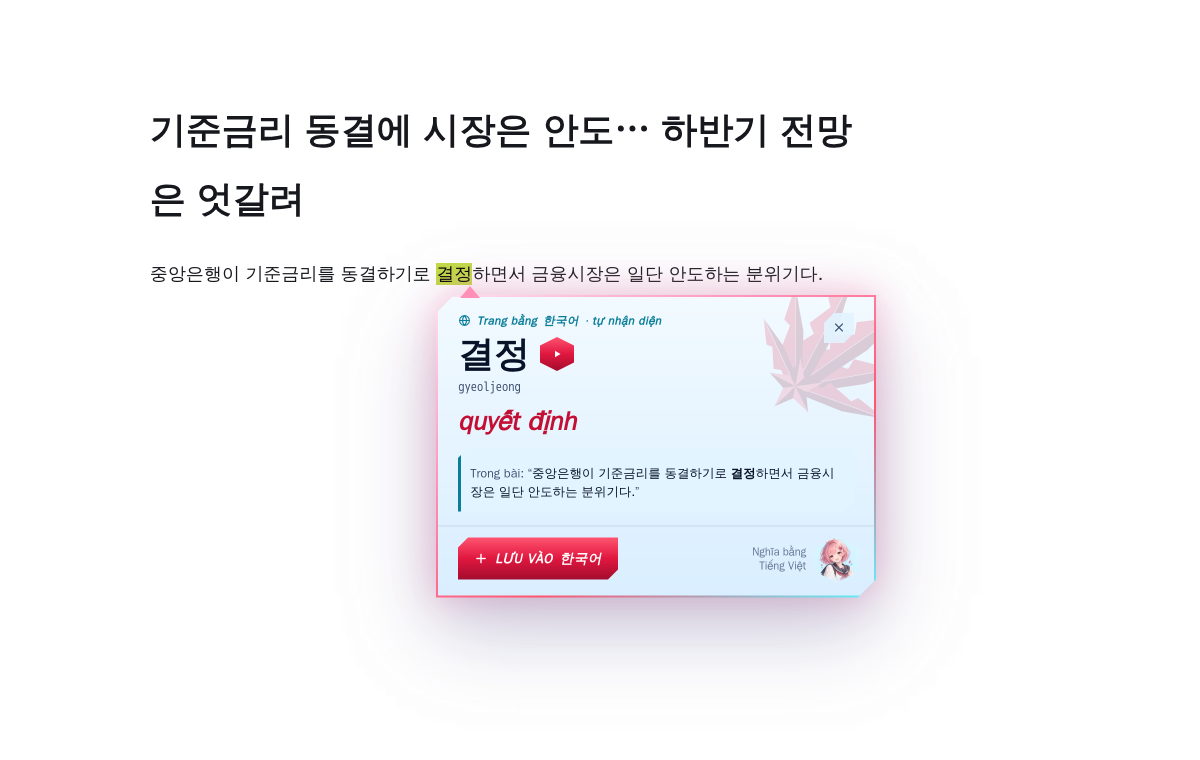 기준금리 동결에 시장은 안도… 하반기 전망
은 엇갈려
중앙은행이 기준금리를 동결하기로 결정하면서 금융시장은 일단 안도하는 분위기다.
Trang bằng 한국어 · tự nhận diện
결정
gyeoljeong
quyết định
Trong bài: “중앙은행이 기준금리를 동결하기로 결정하면서 금융시
장은 일단 안도하는 분위기다.”
+ LƯU VÀO 한국어
Nghĩa bằng
Tiếng Việt